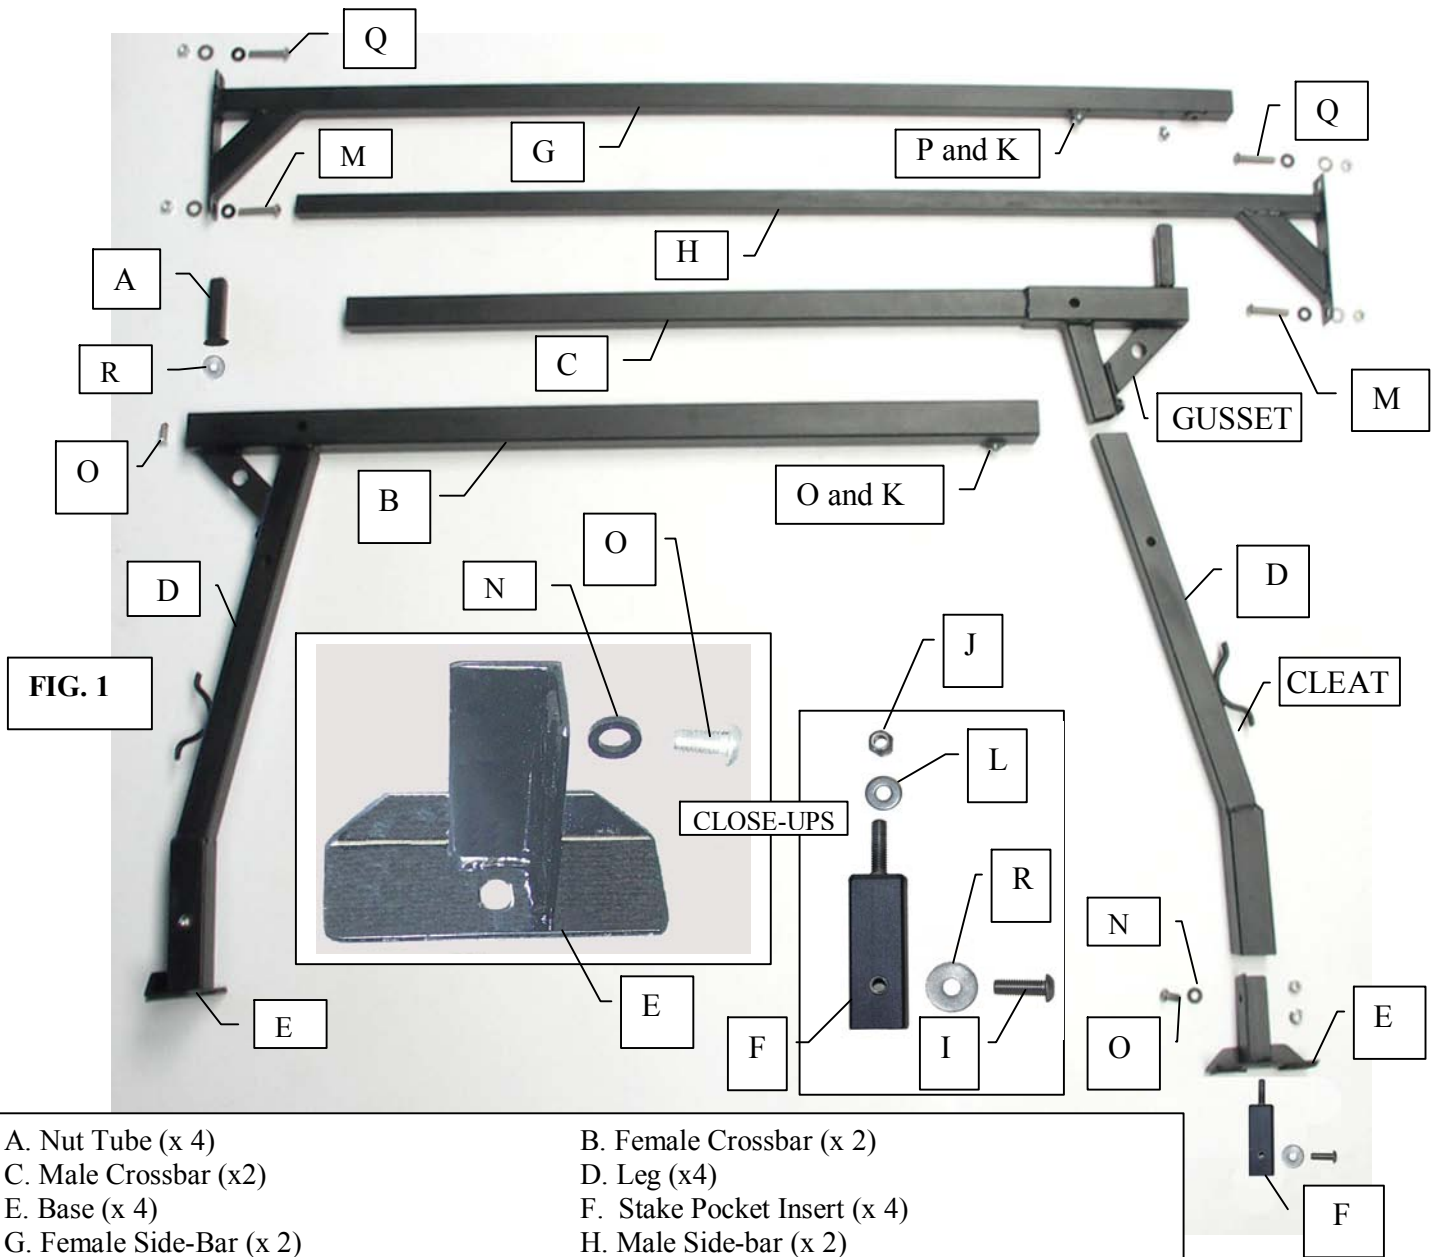 Q
Q
G
P and K
M
H
A
R
C
GUSSET
M
O
B
O and K
O
N
D
D
J
FIG. 1
CLEAT
L
CLOSE-UPS
R
N
E
E
F
I
O
E
F
A. Nut Tube (x 4)
B. Female Crossbar (x 2)
C. Male Crossbar (x2)
D. Leg (x4)
E. Base (x 4)
F. Stake Pocket Insert (x 4)
G. Female Side-Bar (x 2)
H. Male Side-bar (x 2)